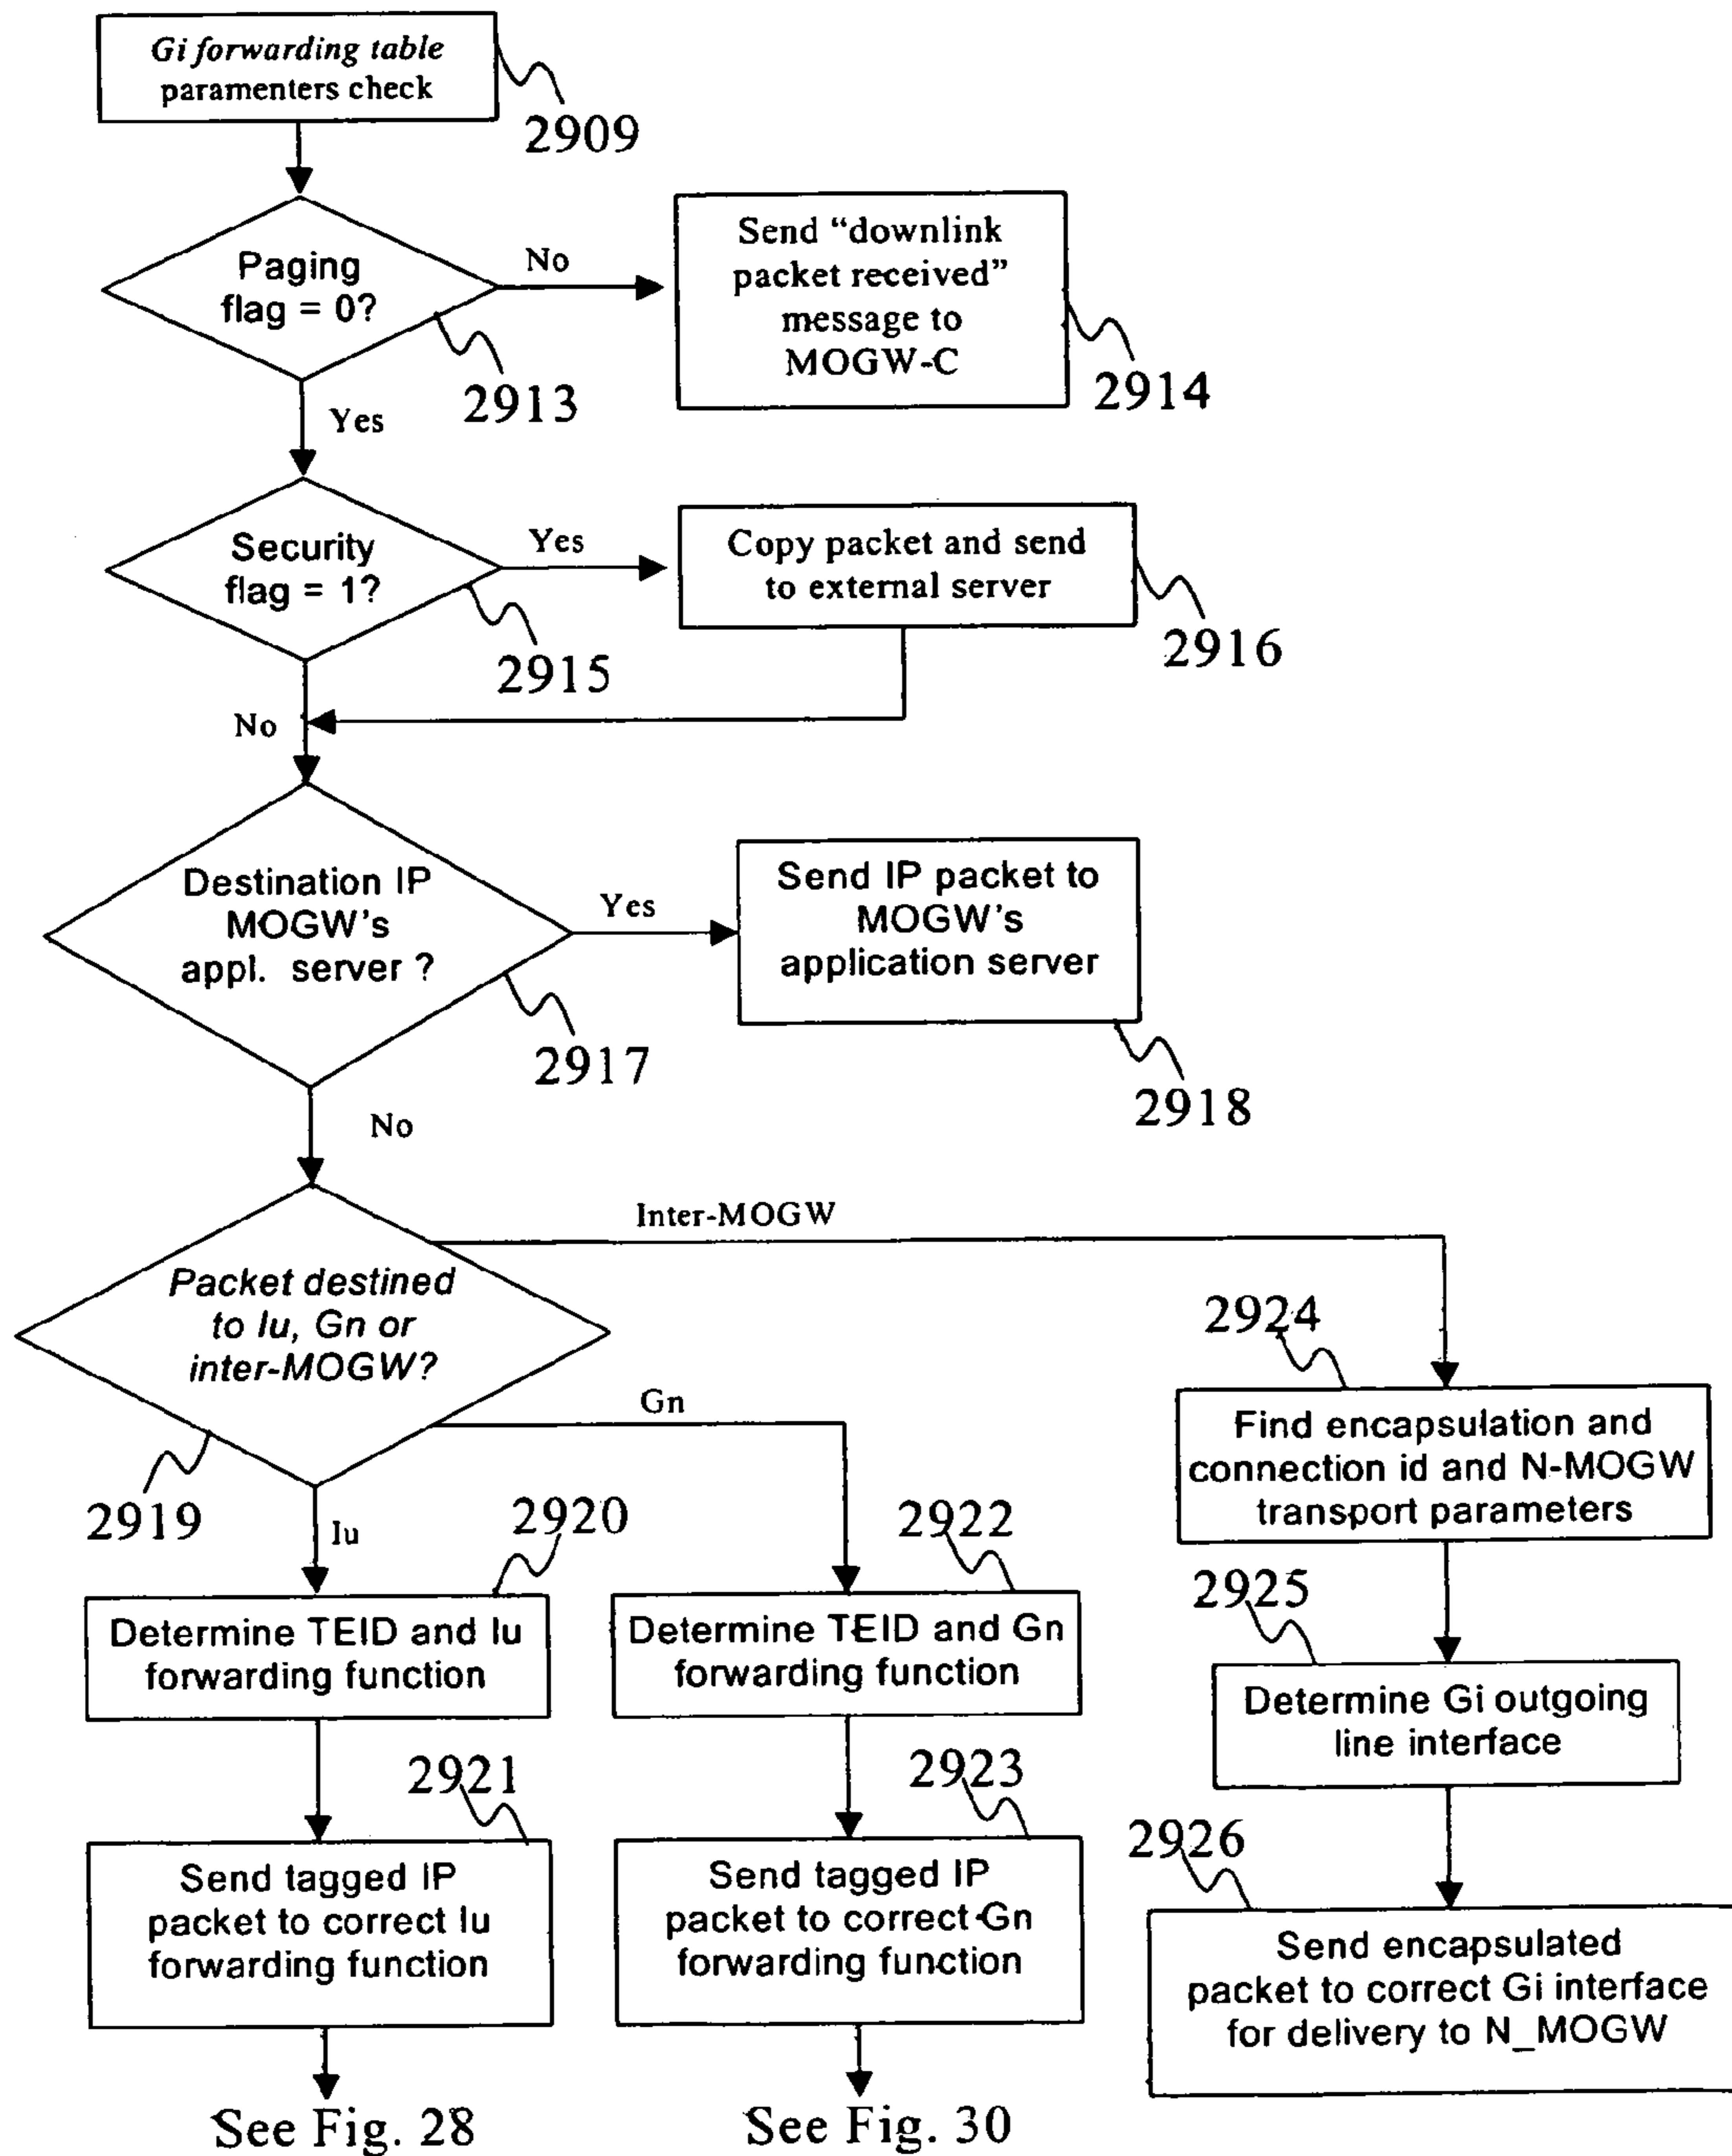 Gi forwarding table
paramenters check
2909
Paging
flag = 0?
No
2913
Yes
Send “downlink
packet received”
message to
MOGW-C
2914
Security
flag = 1?
Yes
2915
No
Copy packet and send
to external server
2916
Destination IP
MOGW's
appl. server ?
Yes
2917
No
Send IP packet to
MOGW's
application server
2918
Packet destined
to Iu, Gn or
inter-MOGW?
2919
Inter-MOGW
Gn
Iu
2920
Determine TEID and Iu
forwarding function
2921
Send tagged IP
packet to correct Iu
forwarding function
See Fig. 28
2922
Determine TEID and Gn
forwarding function
2923
Send tagged IP
packet to correct Gn
forwarding function
See Fig. 30
2924
Find encapsulation and
connection id and N-MOGW
transport parameters
2925
Determine Gi outgoing
line interface
2926
Send encapsulated
packet to correct Gi interface
for delivery to N_MOGW